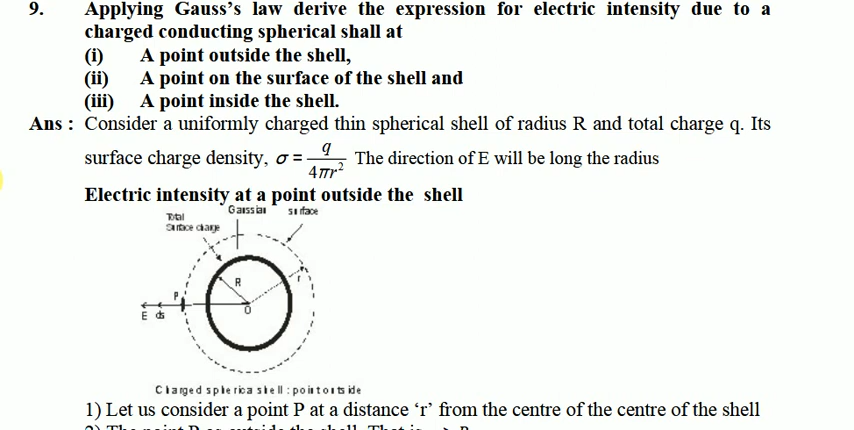 9. Applying Gauss's law derive the expression for electric intensity due to a
charged conducting spherical shall at
(i) A point outside the shell,
(ii) A point on the surface of the shell and
(iii) A point inside the shell.
Ans : Consider a uniformly charged thin spherical shell of radius R and total charge q. Its
surface charge density, σ = q / 4πr² The direction of E will be long the radius
Electric intensity at a point outside the shell
Total
Surface charge
Gaussian surface
R
r
P
O
E ds
Charged spherica shell : point outside
1) Let us consider a point P at a distance 'r' from the centre of the centre of the shell